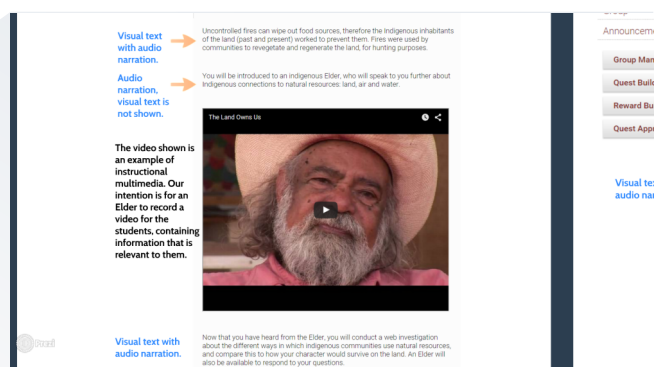 Announceme
Visual text
with audio
narration.
Uncontrolled fires can wipe out food sources, therefore the Indigenous inhabitants
of the land (past and present) worked to prevent them. Fires were used by
communities to revegetate and regenerate the land, for hunting purposes.
Audio
narration,
visual text is
not shown.
You will be introduced to an indigenous Elder, who will speak to you further about
Indigenous connections to natural resources: land, air and water.
The Land Owns Us
The video shown is
an example of
instructional
multimedia. Our
intention is for an
Elder to record a
video for the
students, containing
information that is
relevant to them.
Visual text with
audio narration.
Now that you have heard from the Elder, you will conduct a web investigation
about the different ways in which indigenous communities use natural resources,
and compare this to how your character would survive on the land. An Elder will
also be available to respond to your questions.
Group Man
Quest Build
Reward Bu
Quest Appr
Visual tex
audio nar
Prezi